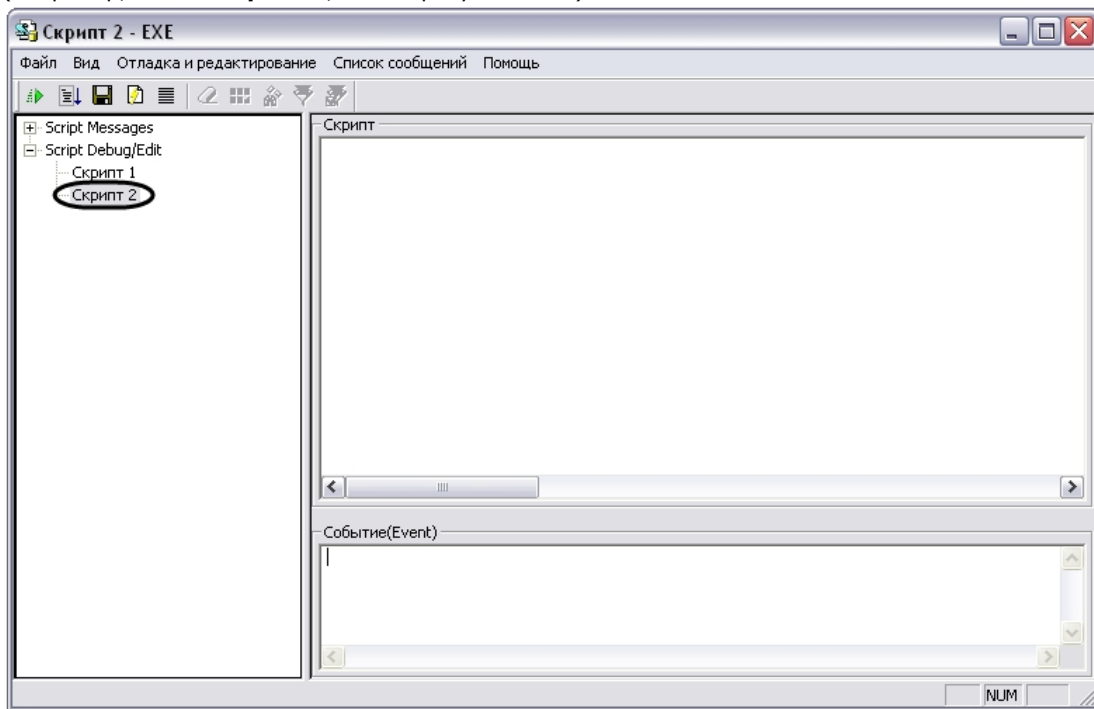 Скрипт 2 - EXE
Файл Вид Отладка и редактирование Список сообщений Помощь
Script Messages
Script Debug/Edit
Скрипт 1
Скрипт 2
Скрипт
Событие(Event)
NUM